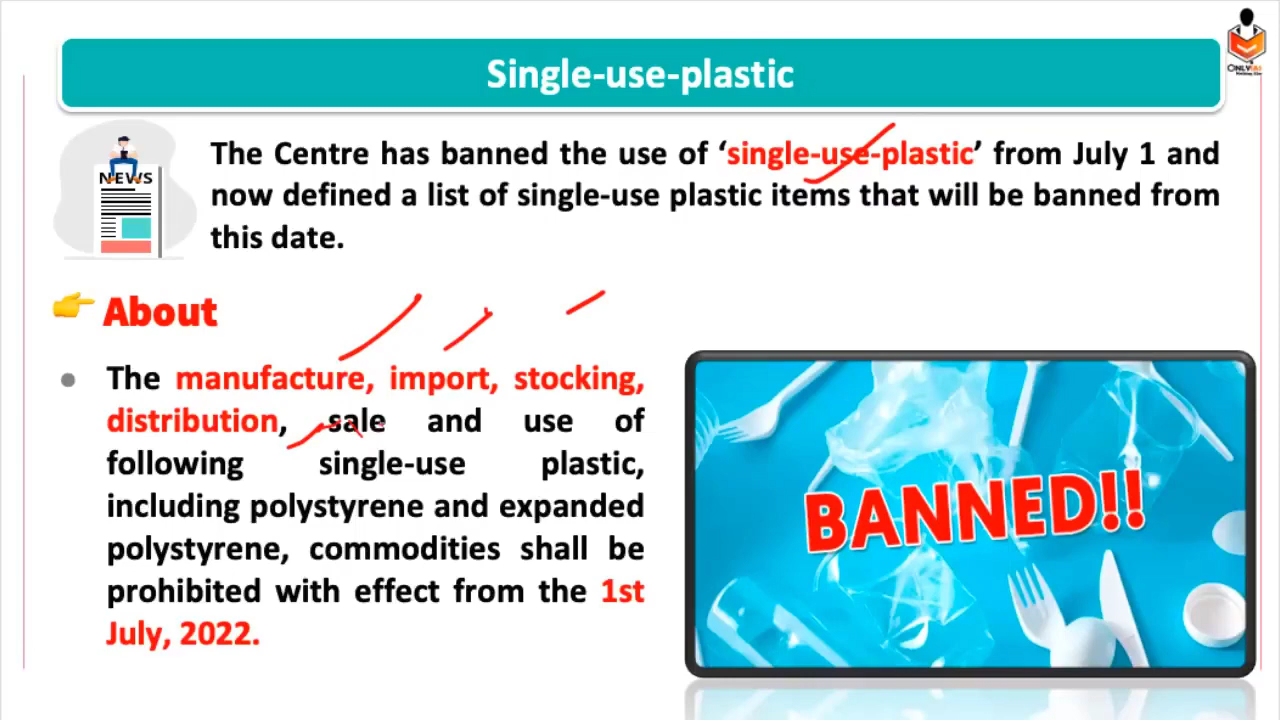 Single-use-plastic
NEWS
The Centre has banned the use of ‘single-use-plastic’ from July 1 and
now defined a list of single-use plastic items that will be banned from
this date.
About
The manufacture, import, stocking,
distribution, sale and use of
following single-use plastic,
including polystyrene and expanded
polystyrene, commodities shall be
prohibited with effect from the 1st
July, 2022.
BANNED!!